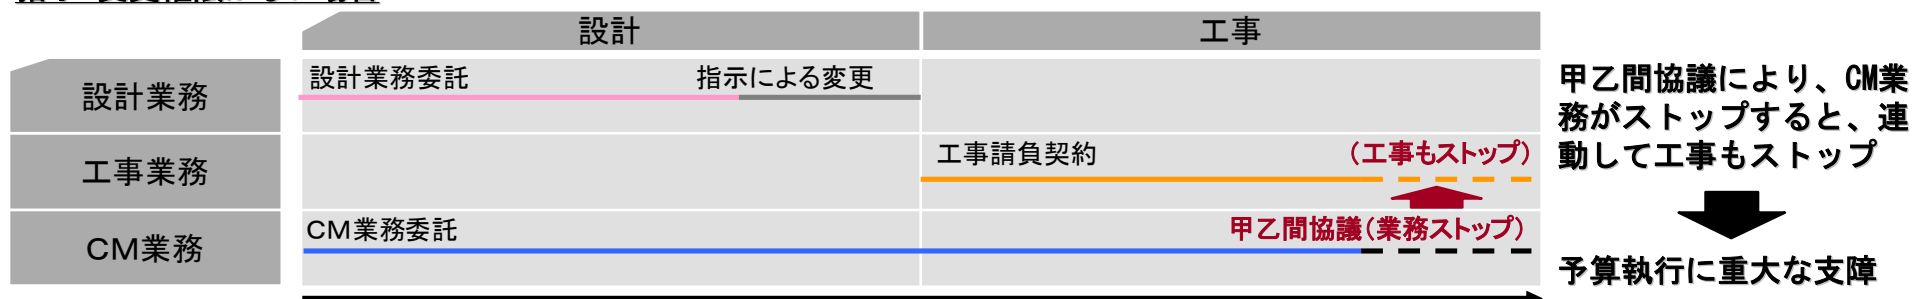 設計
工事
設計業務
設計業務委託
指示による変更
工事業務
工事請負契約
(工事もストップ)
CM業務
CM業務委託
甲乙間協議(業務ストップ)
甲乙間協議により、CM業
務がストップすると、連
動して工事もストップ
予算執行に重大な支障